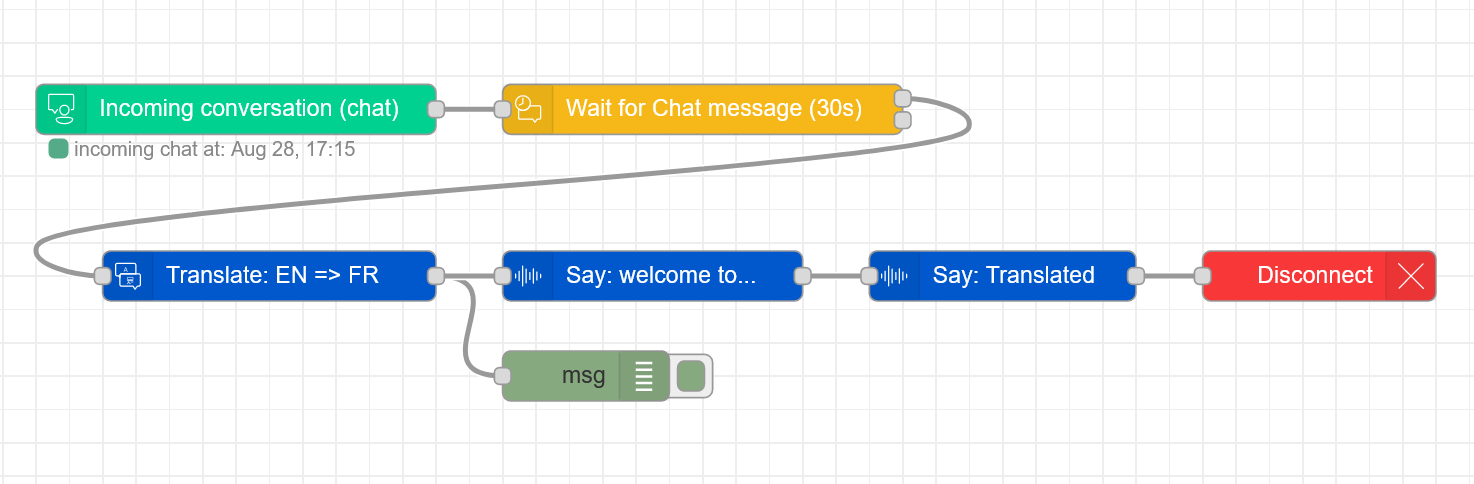 Incoming conversation (chat)
Wait for Chat message (30s)
incoming chat at: Aug 28, 17:15
Translate: EN => FR
Say: welcome to...
Say: Translated
Disconnect
msg